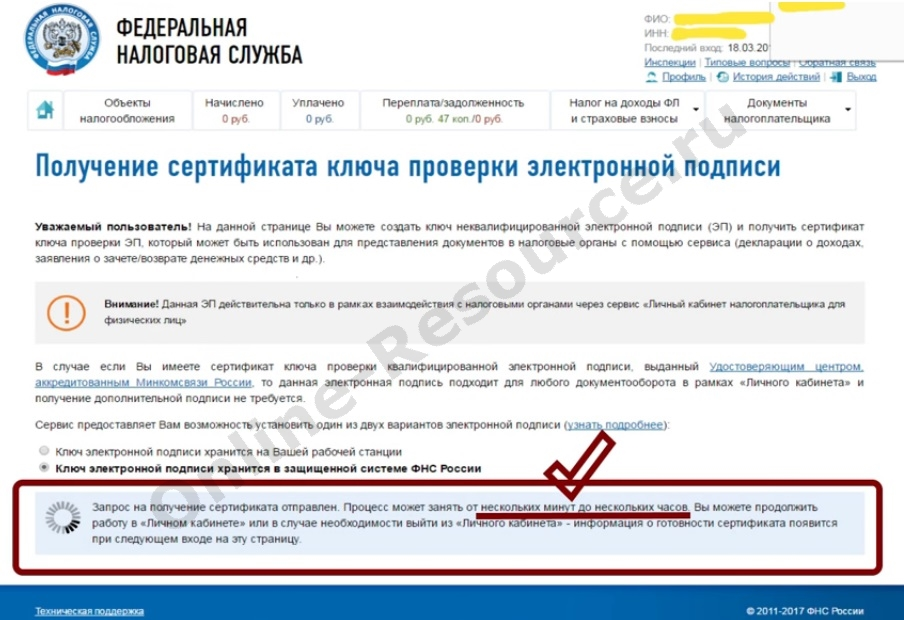 ФЕДЕРАЛЬНАЯ
НАЛОГОВАЯ СЛУЖБА
ФИО:
ИНН:
Последний вход: 18.03.20
Инспекции | Типовые вопросы | Обратная связь
Профиль | История действий | Выход
Объекты
налогообложения
Начислено
0 руб.
Уплачено
0 руб.
Переплата/задолженность
0 руб. 47 коп./0 руб.
Налог на доходы ФЛ
и страховые взносы
Документы
налогоплательщика
Получение сертификата ключа проверки электронной подписи
Уважаемый пользователь! На данной странице Вы можете создать ключ неквалифицированной электронной подписи (ЭП) и получить сертификат
ключа проверки ЭП, который может быть использован для представления документов в налоговые органы с помощью сервиса (декларации о доходах,
заявления о зачете/возврате денежных средств и др.).
Внимание! Данная ЭП действительна только в рамках взаимодействия с налоговыми органами через сервис «Личный кабинет налогоплательщика для
физических лиц»
В случае если Вы имеете сертификат ключа проверки квалифицированной электронной подписи, выданный Удостоверяющим центром,
аккредитованным Минкомсвязи России, то данная электронная подпись подходит для любого документооборота в рамках «Личного кабинета» и
получение дополнительной подписи не требуется.
Сервис предоставляет Вам возможность установить один из двух вариантов электронной подписи (узнать подробнее):
Ключ электронной подписи хранится на Вашей рабочей станции
Ключ электронной подписи хранится в защищенной системе ФНС России
Запрос на получение сертификата отправлен. Процесс может занять от нескольких минут до нескольких часов. Вы можете продолжить
работу в «Личном кабинете» или в случае необходимости выйти из «Личного кабинета» - информация о готовности сертификата появится
при следующем входе на эту страницу.
Online-Resource.ru
Техническая поддержка
© 2011-2017 ФНС России